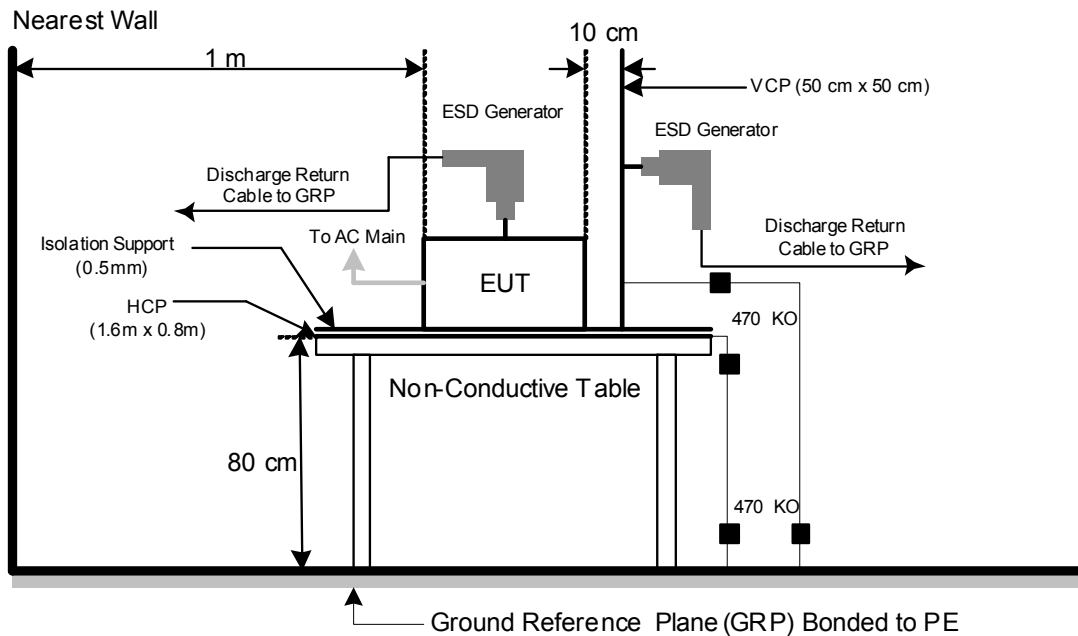 Nearest Wall
10 cm
1 m
VCP (50 cm x 50 cm)
ESD Generator
ESD Generator
Discharge Return
Cable to GRP
To AC Main
Discharge Return
Cable to GRP
Isolation Support
(0.5mm)
EUT
HCP
(1.6m x 0.8m)
470 KO
Non-Conductive Table
80 cm
470 KO
Ground Reference Plane (GRP) Bonded to PE